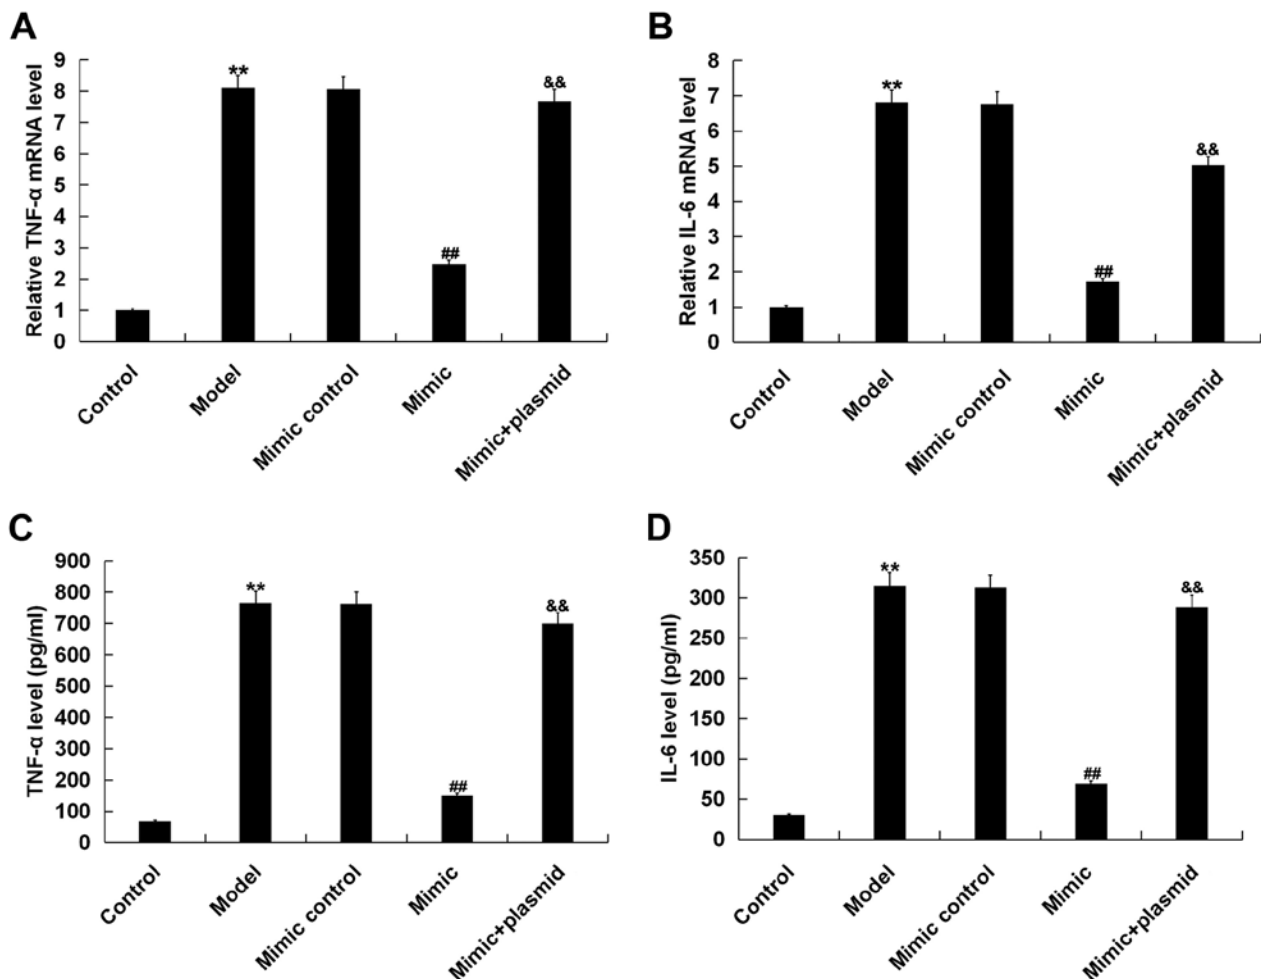 A
Relative TNF-α mRNA level
9
8
7
6
5
4
3
2
1
0
**
##
&&
Control
Model
Mimic control
Mimic
Mimic+plasmid
B
Relative IL-6 mRNA level
8
7
6
5
4
3
2
1
0
**
##
&&
Control
Model
Mimic control
Mimic
Mimic+plasmid
C
TNF-α level (pg/ml)
900
800
700
600
500
400
300
200
100
0
**
##
&&
Control
Model
Mimic control
Mimic
Mimic+plasmid
D
IL-6 level (pg/ml)
350
300
250
200
150
100
50
0
**
##
&&
Control
Model
Mimic control
Mimic
Mimic+plasmid